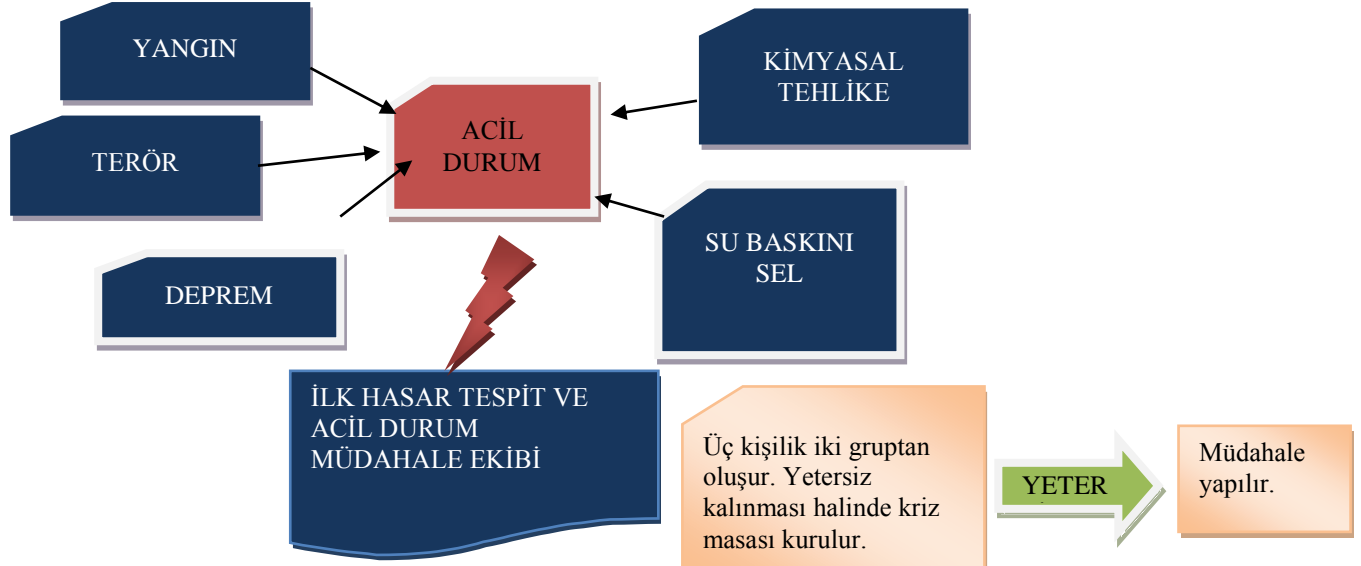 YANGIN
KİMYASAL
TEHLİKE
TERÖR
ACİL
DURUM
SU BASKINI
SEL
DEPREM
İLK HASAR TESPİT VE
ACİL DURUM
MÜDAHALE EKİBİ
Üç kişilik iki gruptan
oluşur. Yetersiz
kalınması halinde kriz
masası kurulur.
YETER
Müdahale
yapılır.